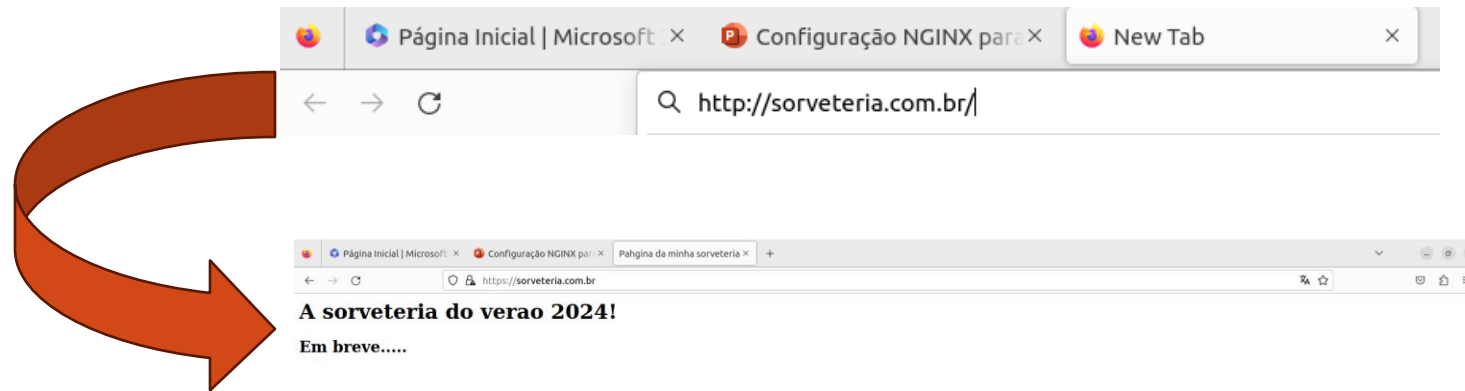 Página Inicial | Microsoft
Configuração NGINX para
New Tab
http://sorveteria.com.br/
Página Inicial | Microsoft
Configuração NGINX par
Pahgina da minha sorveteria
https://sorveteria.com.br
A sorveteria do verao 2024!
Em breve.....